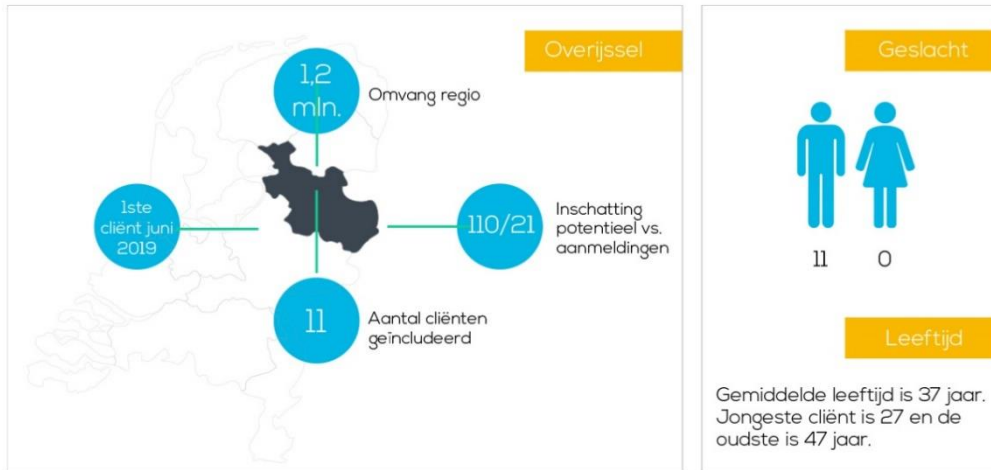 Overijssel
1,2
mln.
Omvang regio
1ste
cliënt juni
2019
110/21
Inschatting
potentieel vs.
aanmeldingen
11
Aantal cliënten
geïncludeerd
Geslacht
11 0
Leeftijd
Gemiddelde leeftijd is 37 jaar.
Jongeste cliënt is 27 en de
oudste is 47 jaar.